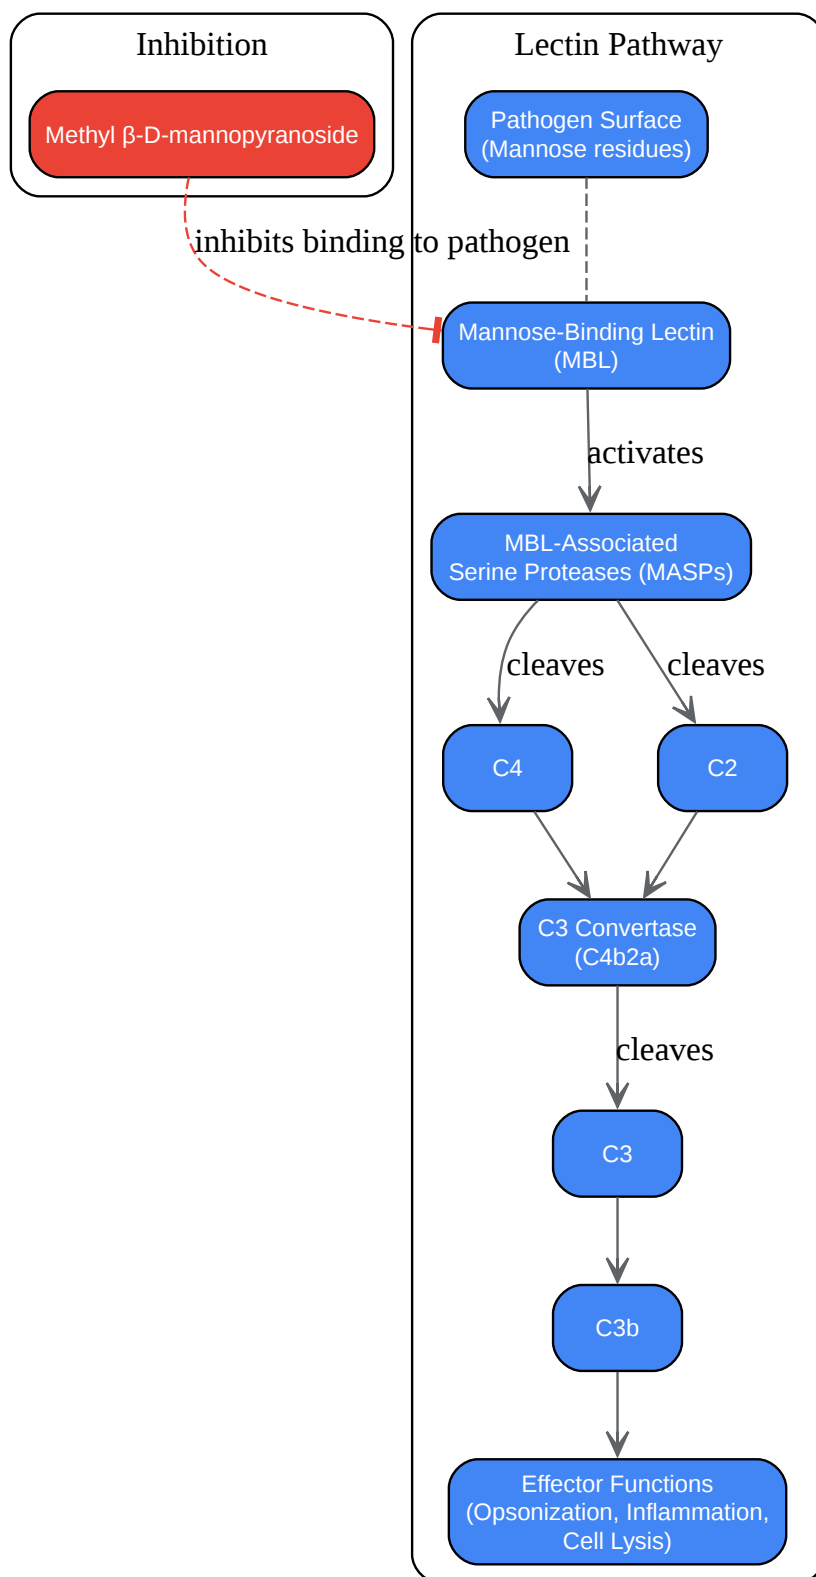 Inhibition
Methyl β-D-mannopyranoside
Lectin Pathway
Pathogen Surface
(Mannose residues)
inhibits binding to pathogen
Mannose-Binding Lectin
(MBL)
activates
MBL-Associated
Serine Proteases (MASPs)
cleaves
cleaves
C4
C2
C3 Convertase
(C4b2a)
cleaves
C3
C3b
Effector Functions
(Opsonization, Inflammation,
Cell Lysis)